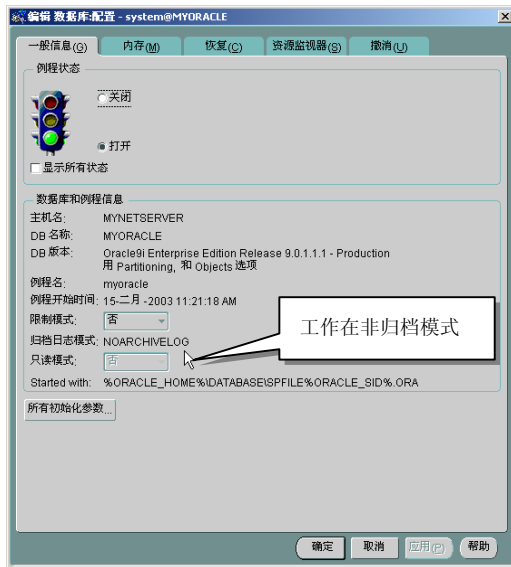 编辑 数据库:配置 - system@MYORACLE
一般信息(G) 内存(M) 恢复(C) 资源监视器(S) 撤消(U)
例程状态
关闭
打开
显示所有状态
数据库和例程信息
主机名: MYNETSERVER
DB 名称: MYORACLE
DB 版本: Oracle9i Enterprise Edition Release 9.0.1.1.1 - Production
用 Partitioning, 和 Objects 选项
例程名: myoracle
例程开始时间: 15-二月 -2003 11:21:18 AM
限制模式: 否
工作在非归档模式
归档日志模式: NOARCHIVELOG
只读模式: 否
Started with: %ORACLE_HOME%\DATABASE\SPFILE%ORACLE_SID%.ORA
所有初始化参数...
确定 取消 应用(P) 帮助